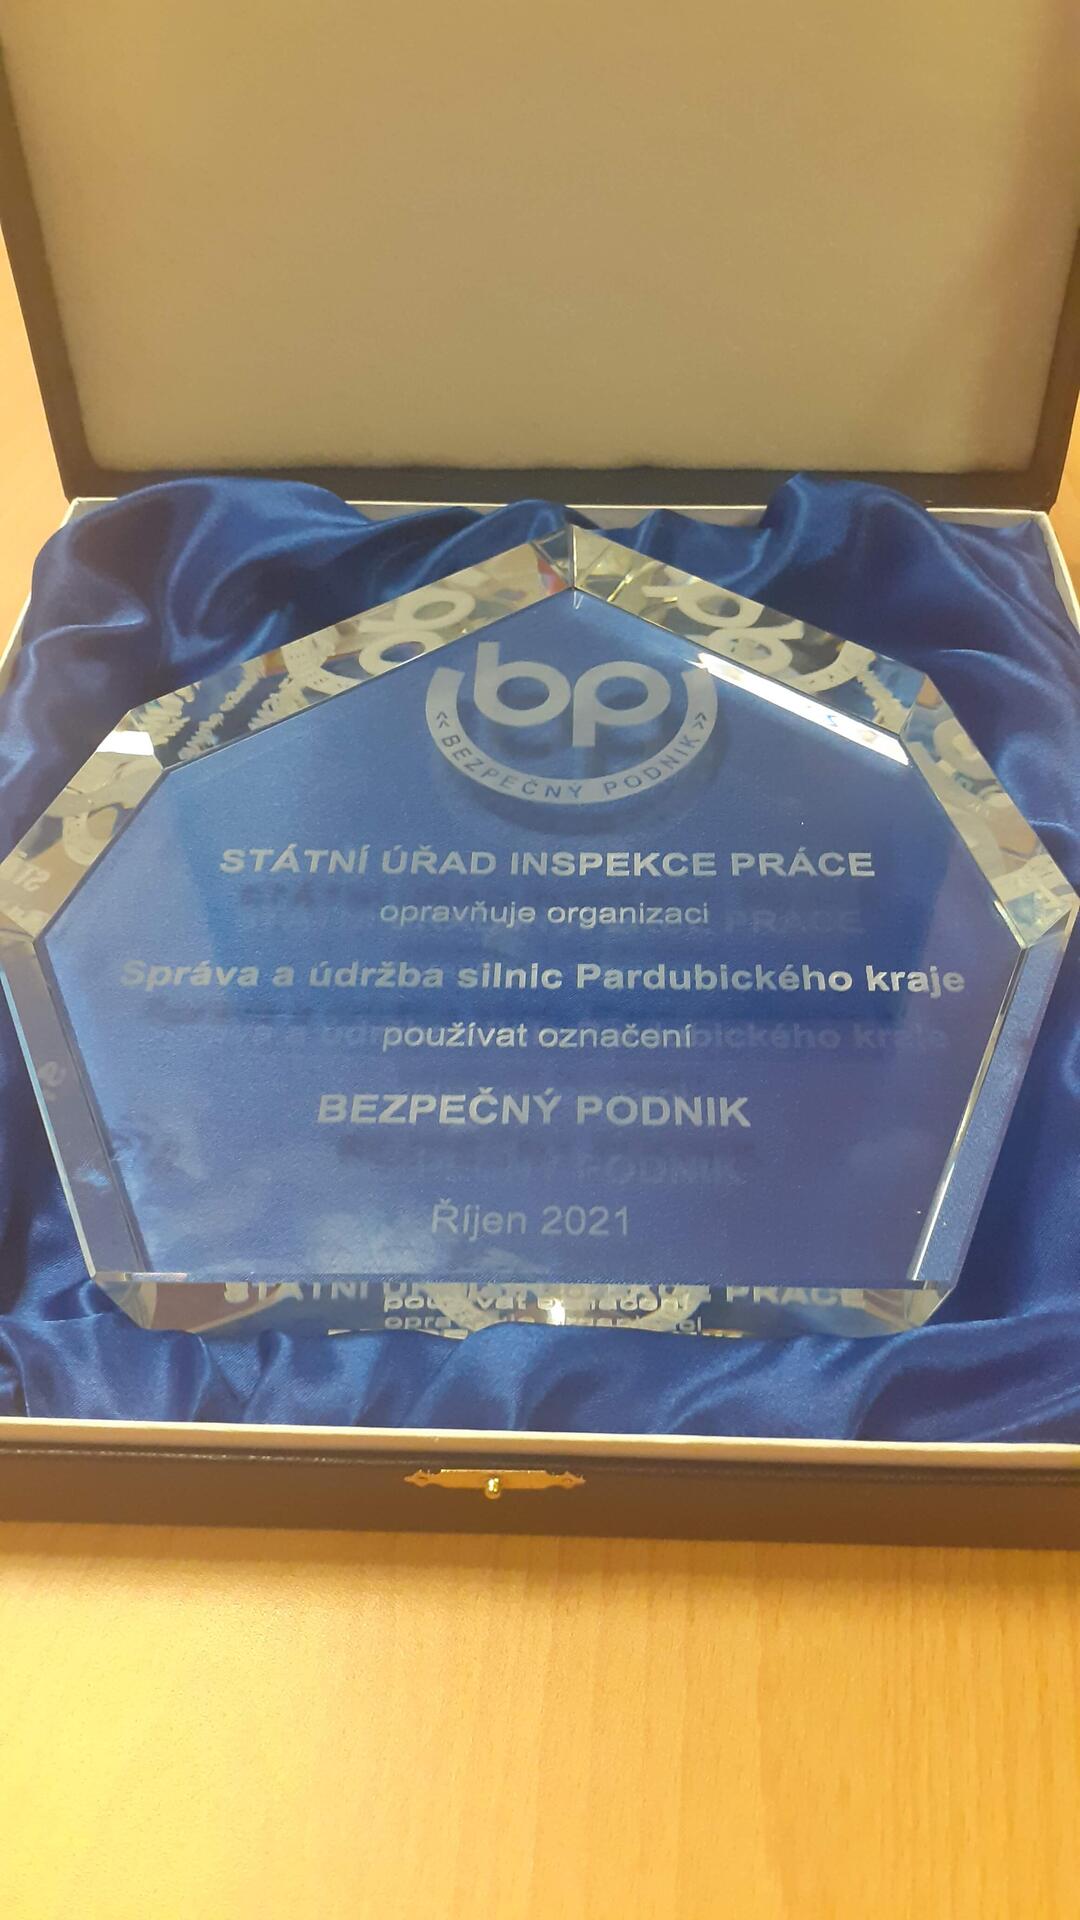 bp
« BEZPEČNÝ PODNIK »
STÁTNÍ ÚŘAD INSPEKCE PRÁCE
opravňuje organizaci
Správa a údržba silnic Pardubického kraje
používat označení
BEZPEČNÝ PODNIK
Říjen 2021